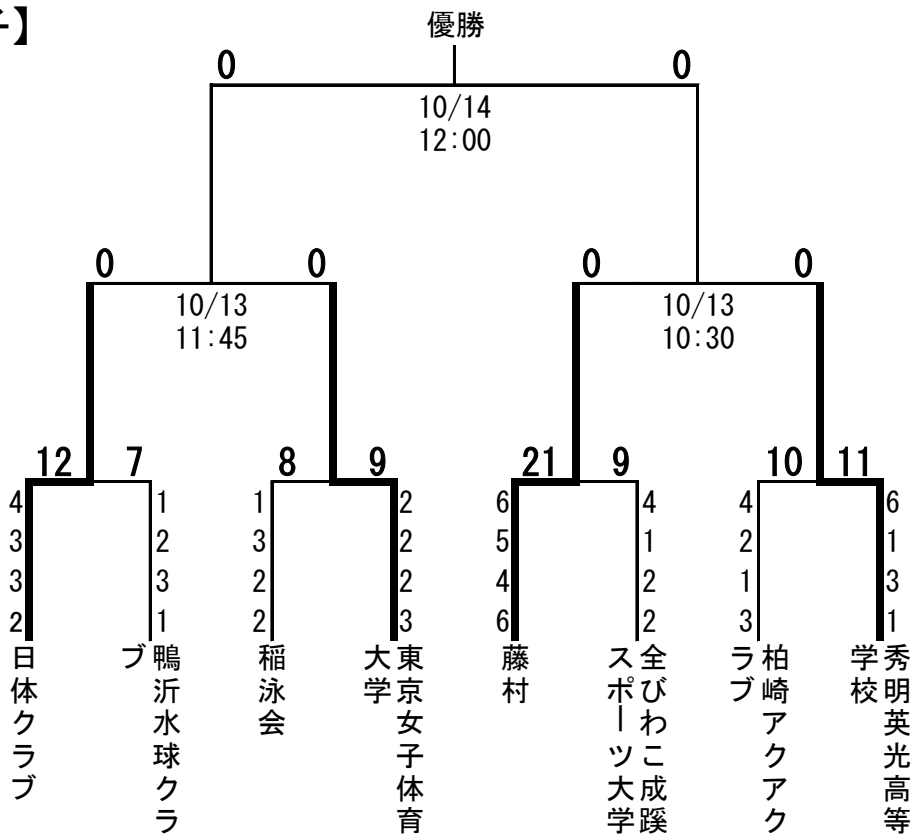 子】
優勝
0 0
10/14
12:00
0 0 0 0
10/13 10/13
11:45 10:30
12 7 8 9 21 9 10 11
4 1 1 2 6 4 4 6
3 2 3 2 5 1 2 1
3 3 2 2 4 2 1 3
2 1 2 3 6 2 3 1
日体クラブ
鴨沂水球クラ
ブ
稲泳会
東京女子体育
大学
藤村
全びわこ成蹊
スポーツ大学
柏崎アクアク
ラブ
秀明英光高等
学校